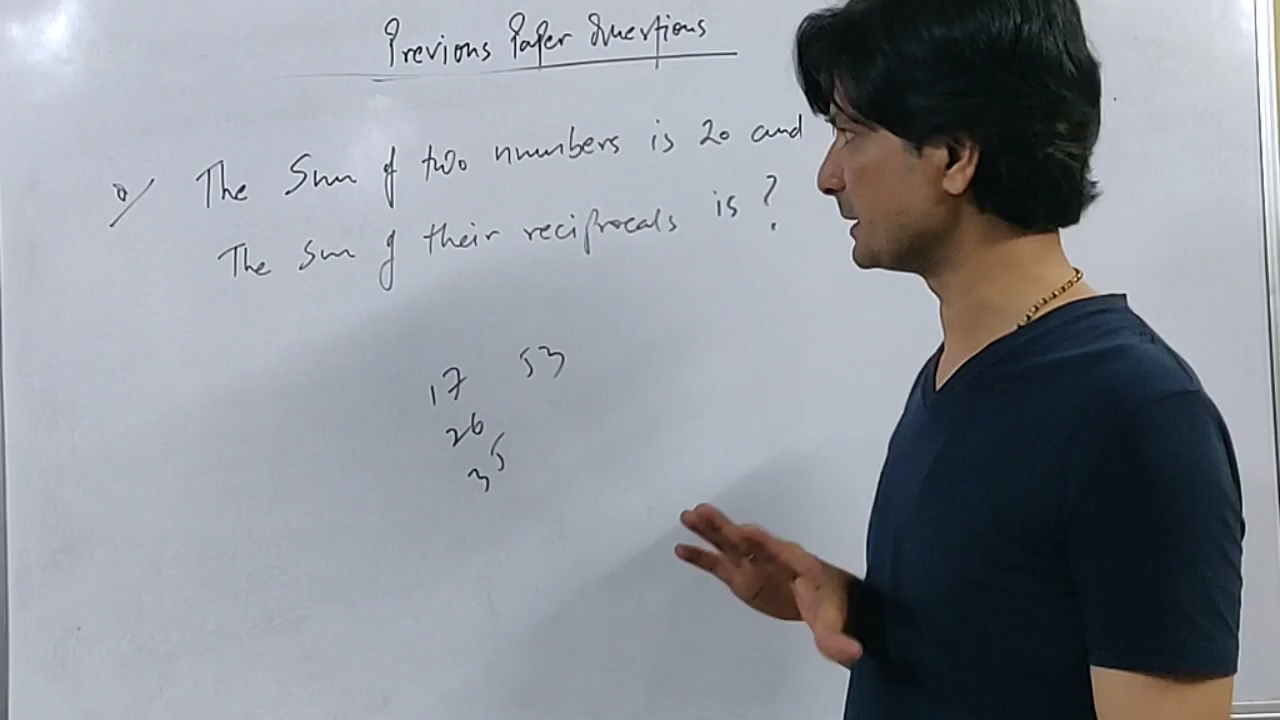 Previous Paper Questions
Q/ The Sum of two numbers is 20 and
The Sum of their reciprocals is ?
17 53
26
35